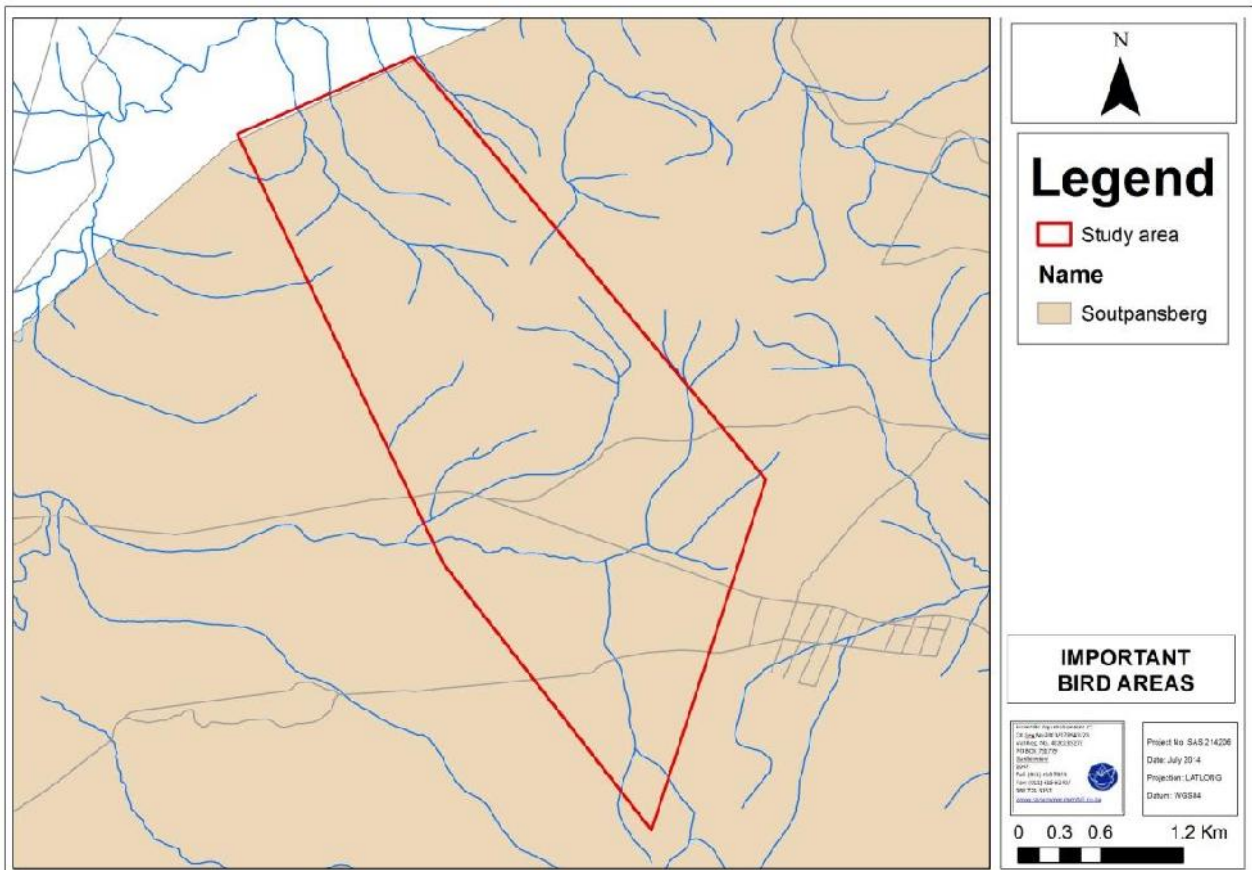 N
Legend
Study area
Name
Soutpansberg
IMPORTANT
BIRD AREAS
Project No: SAS 214206
Date: July 2014
Projection: LATLONG
Datum: WGS84
0 0.3 0.6 1.2 Km